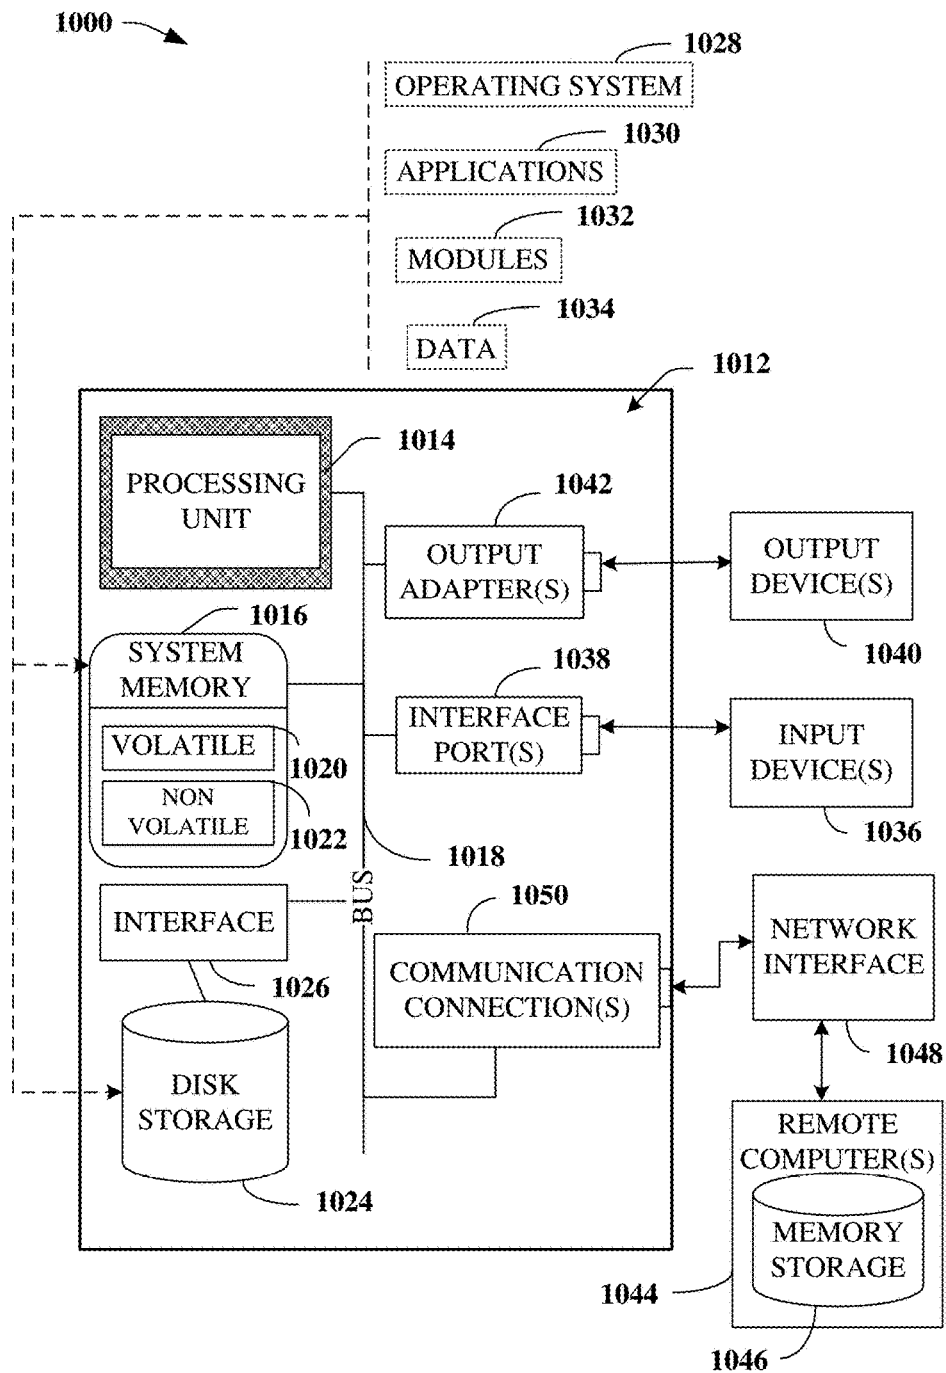 1000
1028
OPERATING SYSTEM
1030
APPLICATIONS
1032
MODULES
1034
DATA
1012
1014
PROCESSING
UNIT
1042
OUTPUT
ADAPTER(S)
OUTPUT
DEVICE(S)
1040
1016
SYSTEM
MEMORY
VOLATILE
1020
NON
VOLATILE
1022
1038
INTERFACE
PORT(S)
INPUT
DEVICE(S)
1036
1018
BUS
INTERFACE
1026
1050
COMMUNICATION
CONNECTION(S)
NETWORK
INTERFACE
1048
DISK
STORAGE
1024
REMOTE
COMPUTER(S)
MEMORY
STORAGE
1044
1046